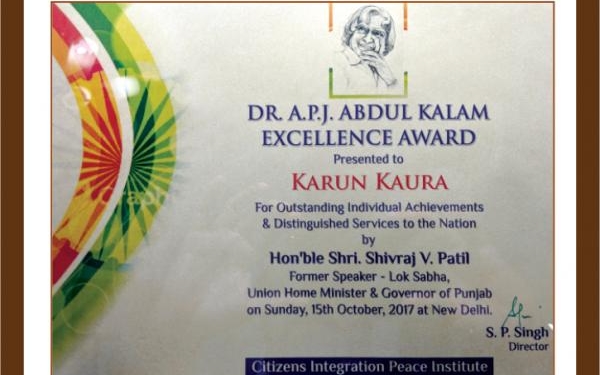 DR. A.P.J. ABDUL KALAM
EXCELLENCE AWARD
Presented to
KARUN KAURA
For Outstanding Individual Achievements
& Distinguished Services to the Nation
by
Hon'ble Shri. Shivraj V. Patil
Former Speaker - Lok Sabha,
Union Home Minister & Governor of Punjab
on Sunday, 15th October, 2017 at New Delhi.
S. P. Singh
Director
Citizens Integration Peace Institute